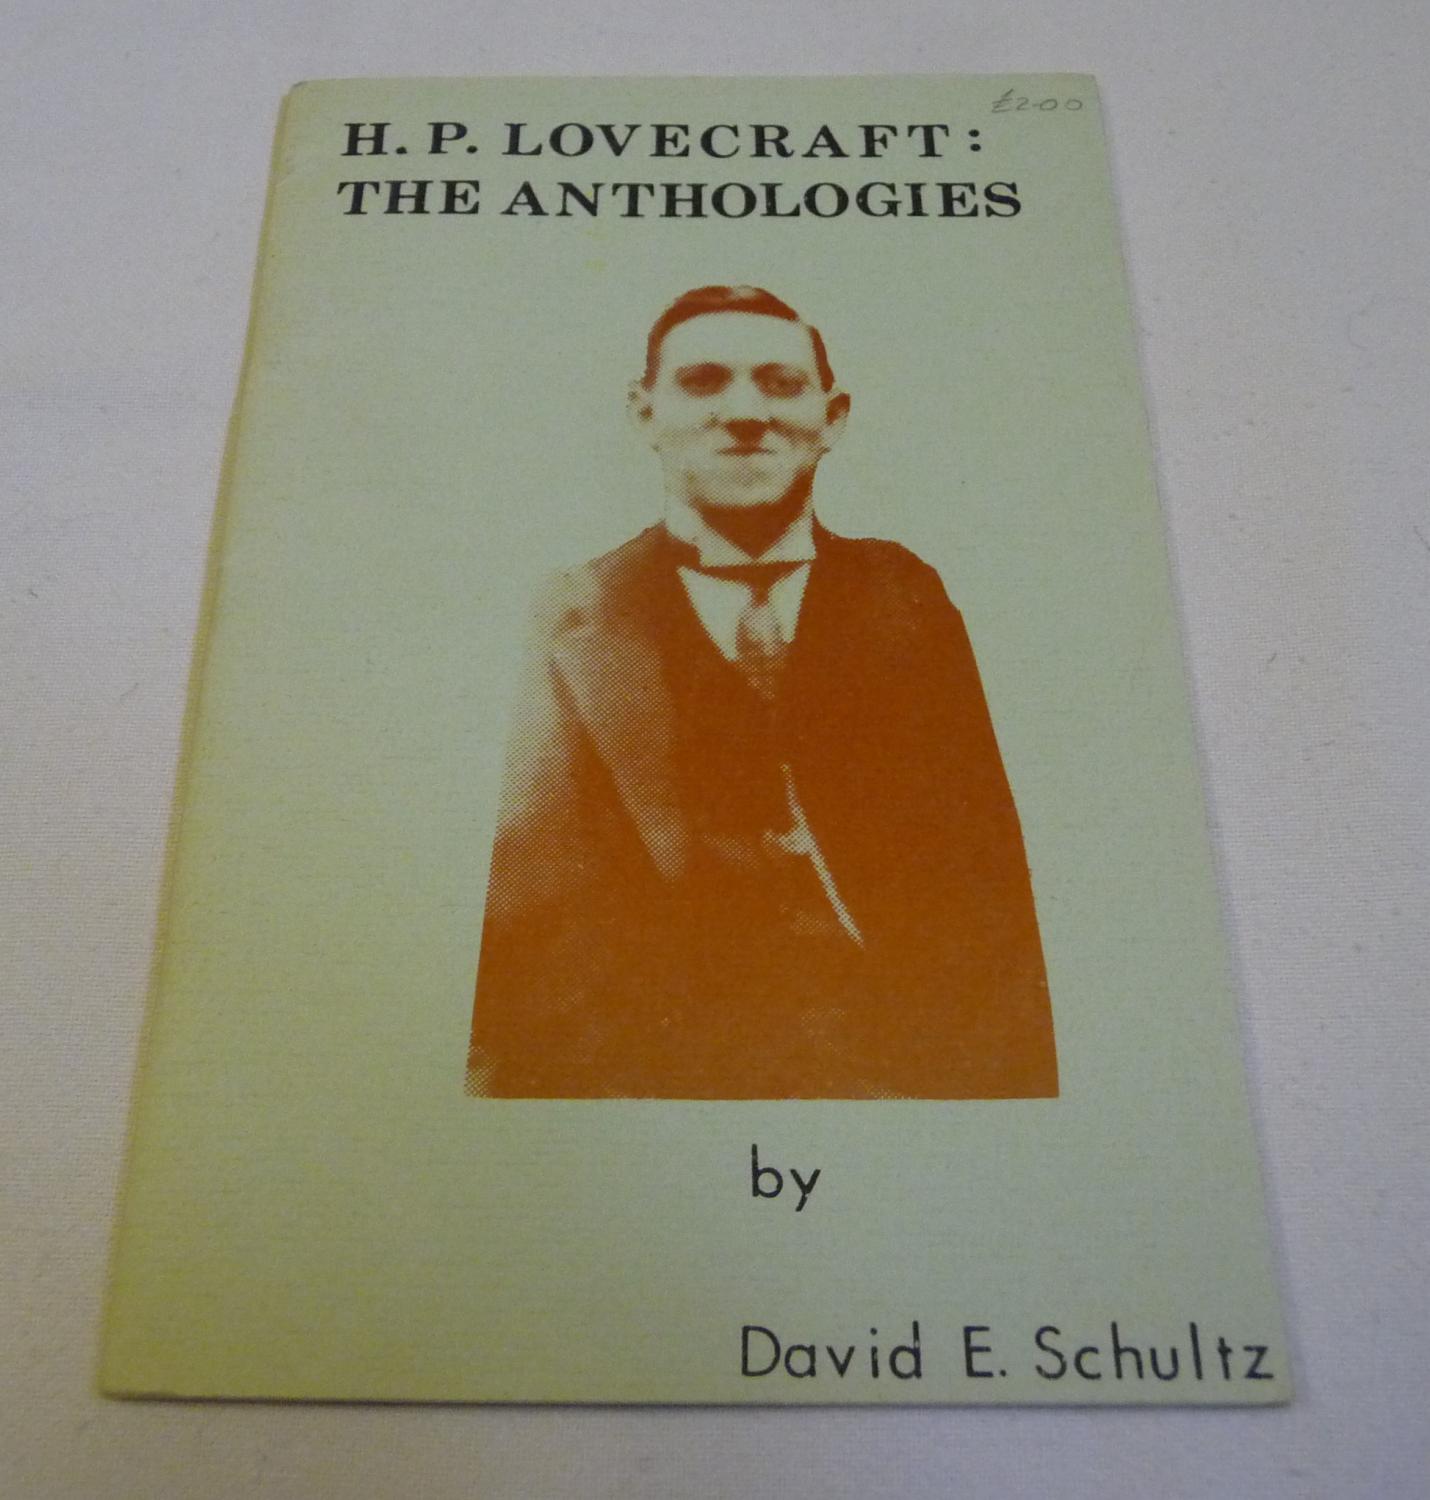 £2-00
H. P. LOVECRAFT:
THE ANTHOLOGIES
by
David E. Schultz